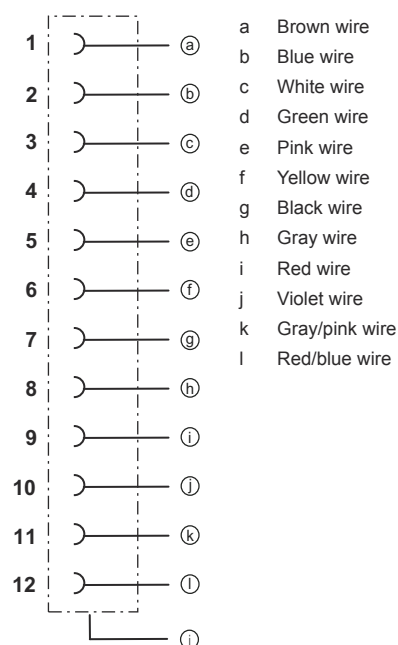 1 a
2 b
3 c
4 d
5 e
6 f
7 g
8 h
9 i
10 j
11 k
12 l
i
a Brown wire
b Blue wire
c White wire
d Green wire
e Pink wire
f Yellow wire
g Black wire
h Gray wire
i Red wire
j Violet wire
k Gray/pink wire
l Red/blue wire